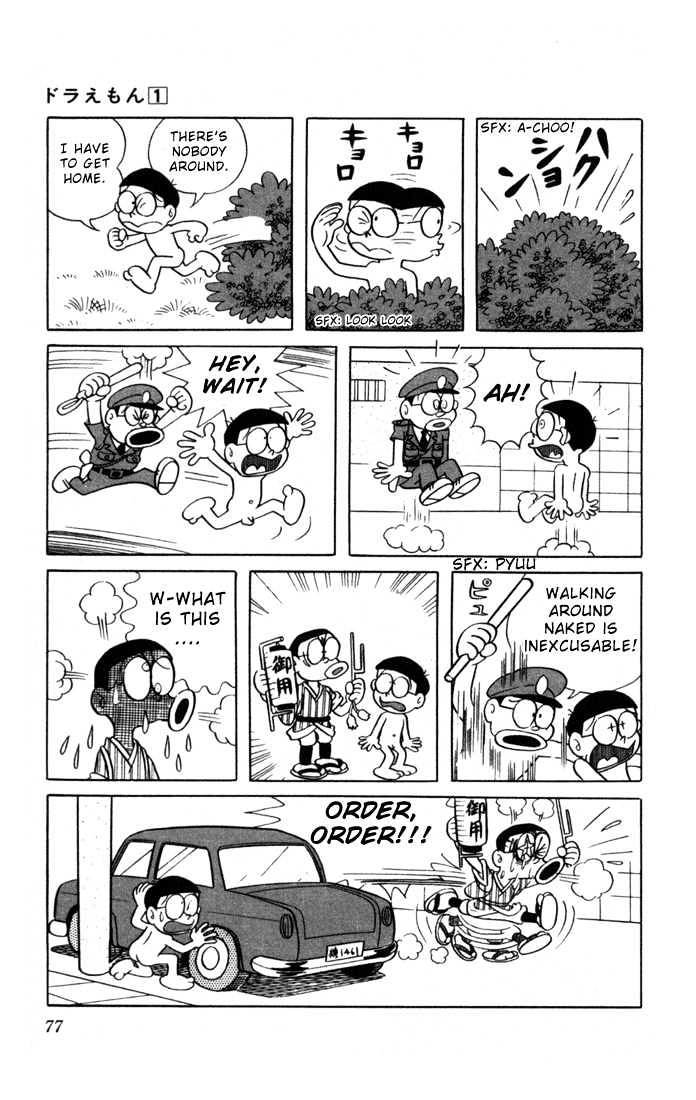 ドラえもん 1
SFX: A-CHOO!
ハクション
キョロ
キョロ
SFX: LOOK LOOK
THERE'S
NOBODY
AROUND.
I HAVE
TO GET
HOME.
AH!
HEY,
WAIT!
SFX: PYUU
ピュ
WALKING
AROUND
NAKED IS
INEXCUSABLE!
御用
W-WHAT
IS THIS
....
ORDER,
ORDER!!!
御用
1461
77